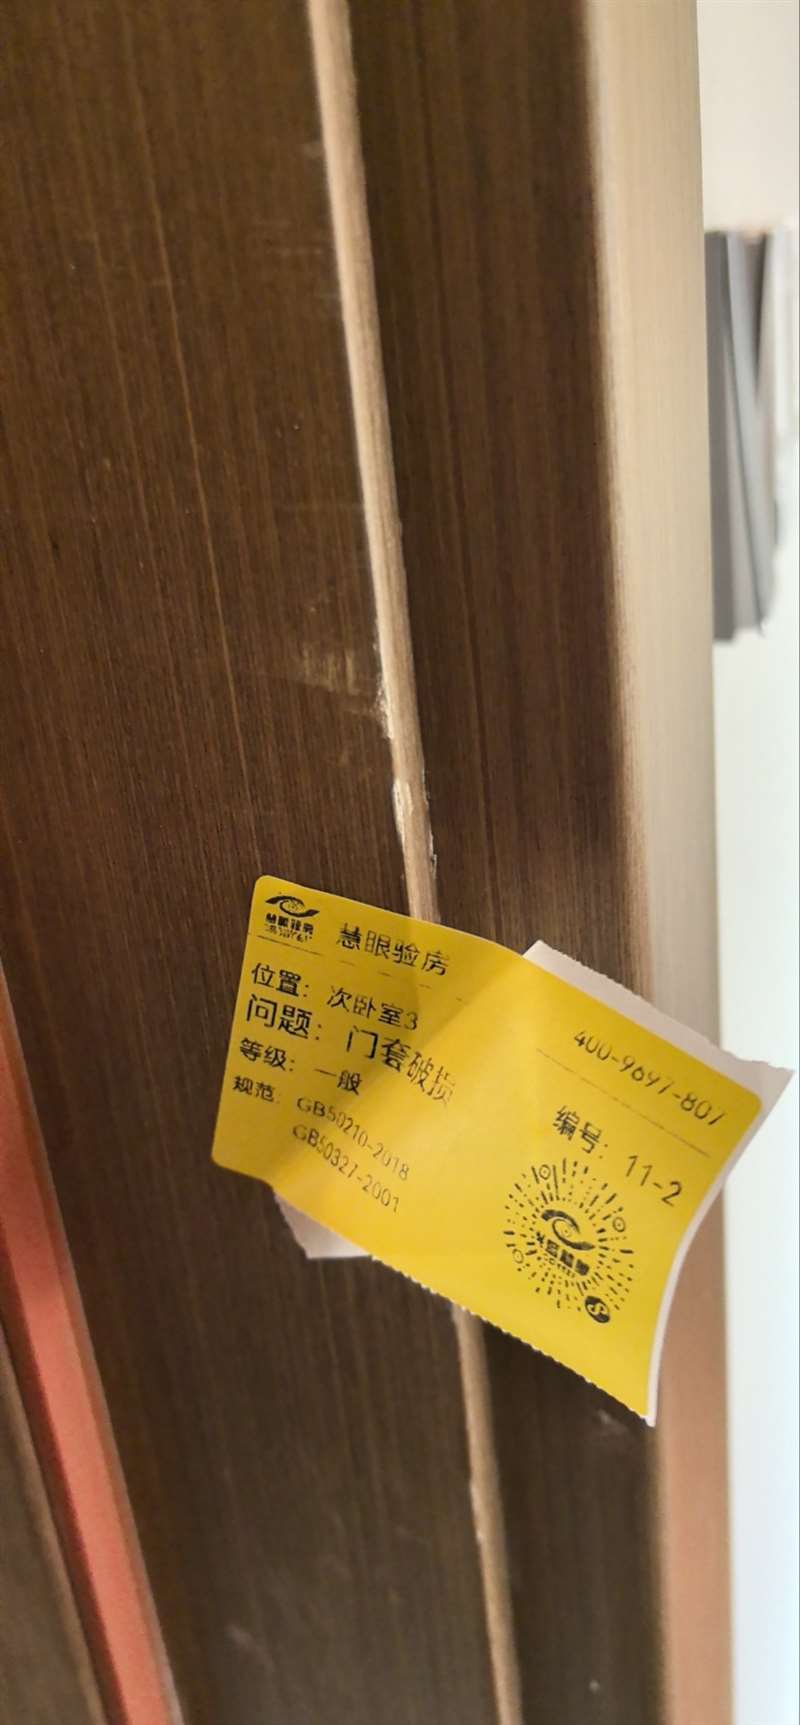 慧眼验房
400-9697-807
位置：次卧室3
问题：门套破损
编号：11-2
等级：一般
规范：GB50210-2018
GB50327-2001